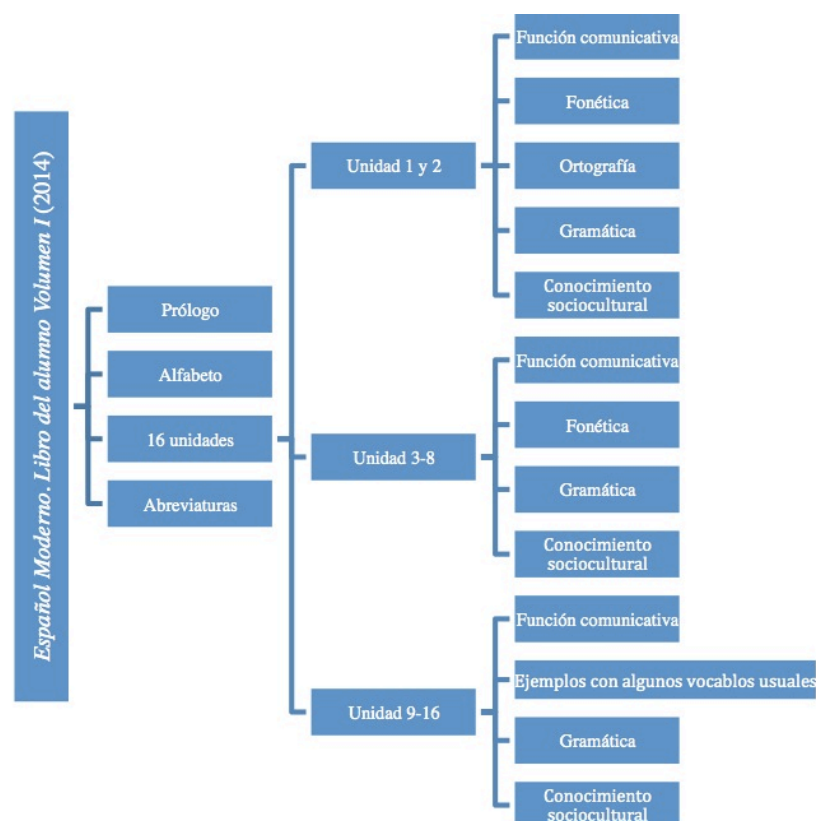 Español Moderno. Libro del alumno Volumen I (2014)
Prólogo
Alfabeto
16 unidades
Abreviaturas
Unidad 1 y 2
Función comunicativa
Fonética
Ortografía
Gramática
Conocimiento
sociocultural
Unidad 3-8
Función comunicativa
Fonética
Gramática
Conocimiento
sociocultural
Unidad 9-16
Función comunicativa
Ejemplos con algunos vocablos usuales
Gramática
Conocimiento
sociocultural